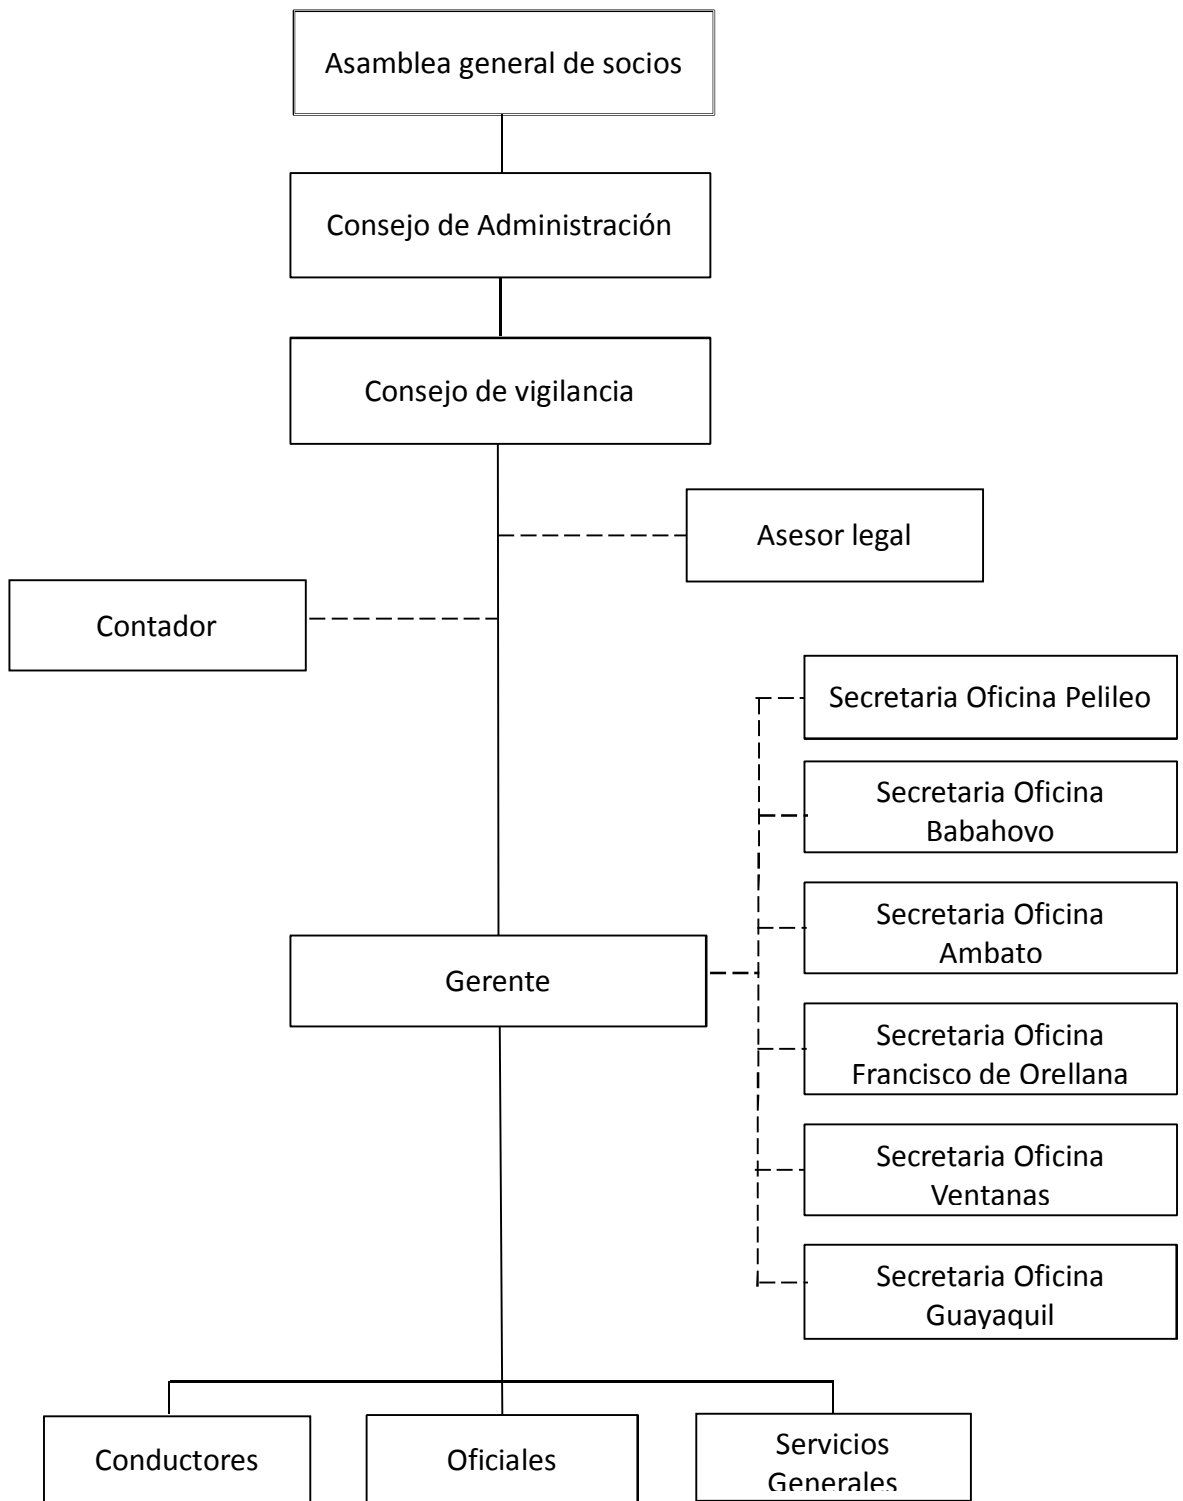 Asamblea general de socios
Consejo de Administración
Consejo de vigilancia
Asesor legal
Contador
Secretaria Oficina Pelileo
Secretaria Oficina
Babahoyo
Secretaria Oficina
Ambato
Gerente
Secretaria Oficina
Francisco de Orellana
Secretaria Oficina
Ventanas
Secretaria Oficina
Guayaquil
Conductores
Oficiales
Servicios
Generales